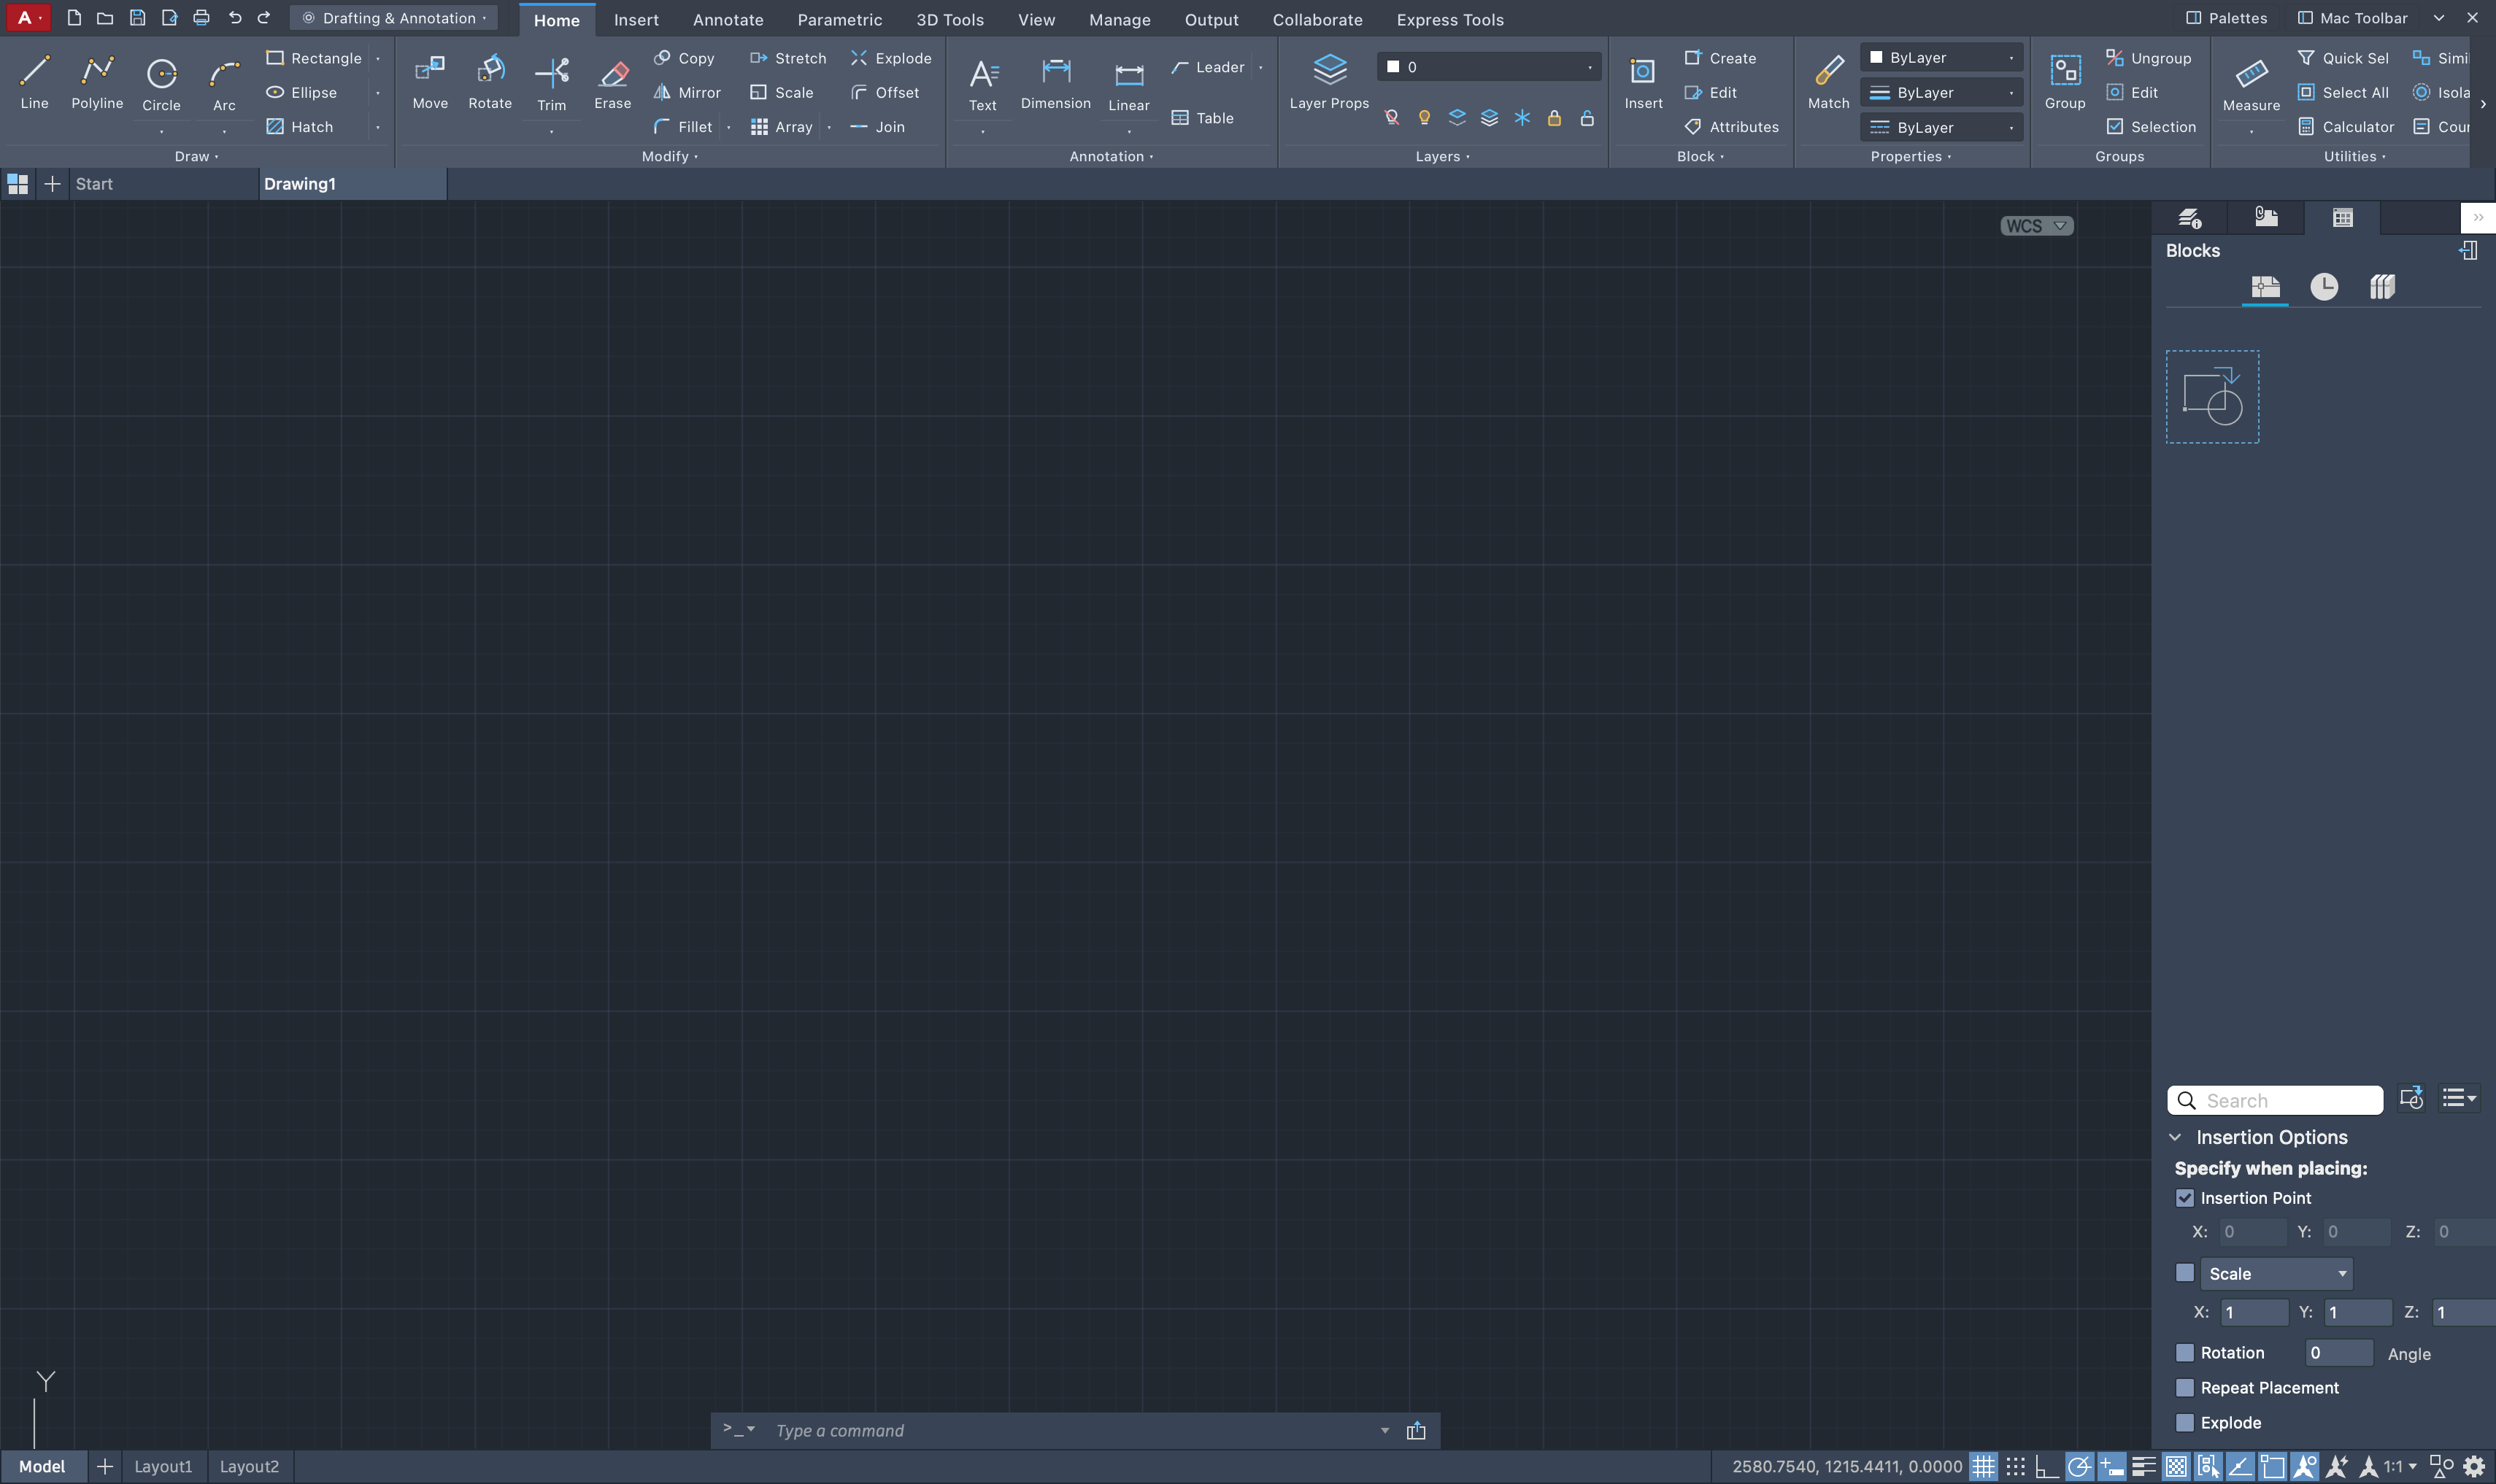 A
Drafting & Annotation
Home
Insert
Annotate
Parametric
3D Tools
View
Manage
Output
Collaborate
Express Tools
Palettes
Mac Toolbar
Line
Polyline
Circle
Arc
Rectangle
Ellipse
Hatch
Draw
Move
Rotate
Trim
Erase
Copy
Mirror
Fillet
Stretch
Scale
Array
Explode
Offset
Join
Modify
Text
Dimension
Linear
Leader
Table
Annotation
Layer Props
0
Layers
Insert
Create
Edit
Attributes
Block
Match
ByLayer
ByLayer
ByLayer
Properties
Group
Ungroup
Edit
Selection
Groups
Measure
Quick Sel
Select All
Calculator
Simi
Isola
Cou
Utilities
Start
Drawing1
WCS
Blocks
Search
Insertion Options
Specify when placing:
Insertion Point
X: 0 Y: 0 Z: 0
Scale
X: 1 Y: 1 Z: 1
Rotation 0 Angle
Repeat Placement
Explode
Y
>_ Type a command
Model
Layout1
Layout2
2580.7540, 1215.4411, 0.0000
1:1